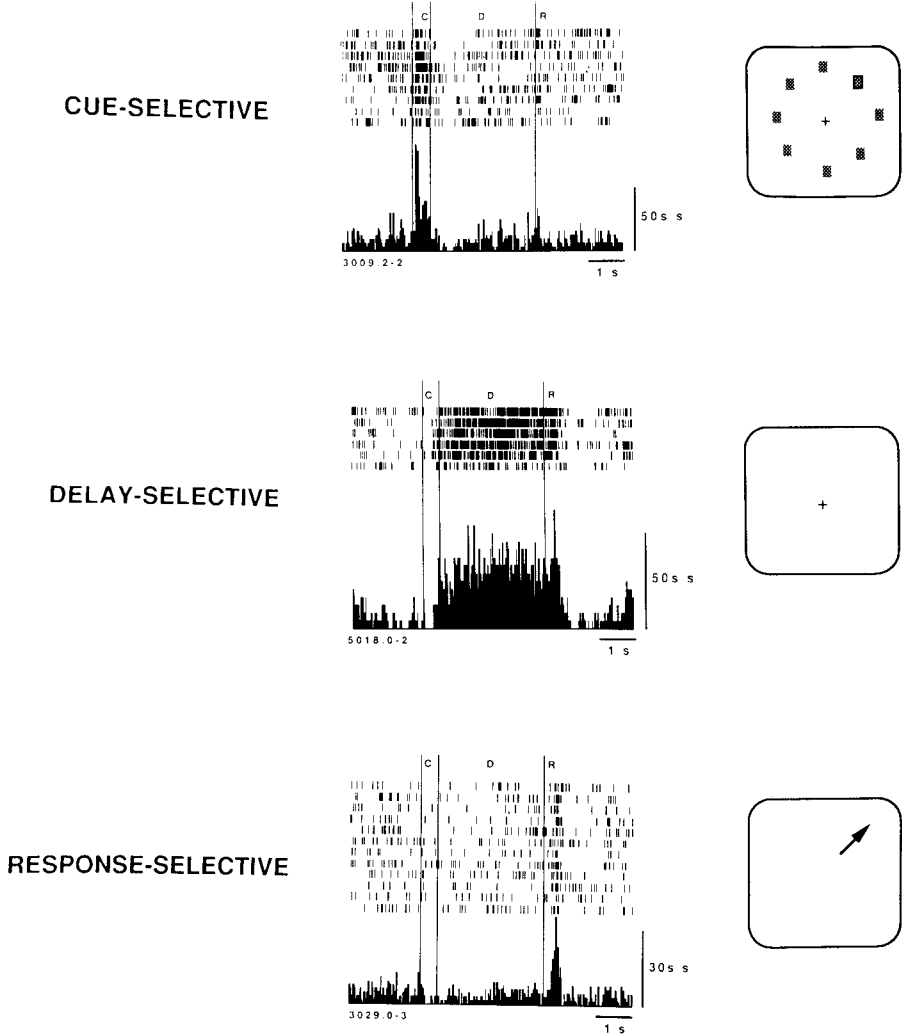 C D R
CUE-SELECTIVE
+
50s s
3009.2-2
1 s
C D R
DELAY-SELECTIVE
+
50s s
5018.0-2
1 s
C D R
RESPONSE-SELECTIVE
30s s
3029.0-3
1 s